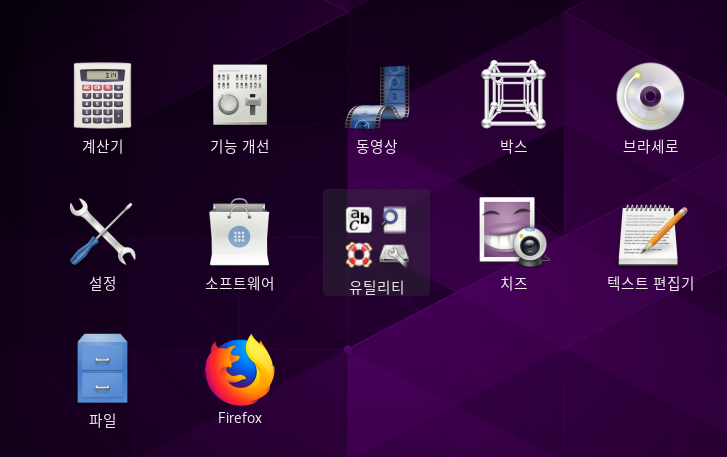 계산기
기능 개선
동영상
박스
브라세로
설정
소프트웨어
유틸리티
치즈
텍스트 편집기
파일
Firefox